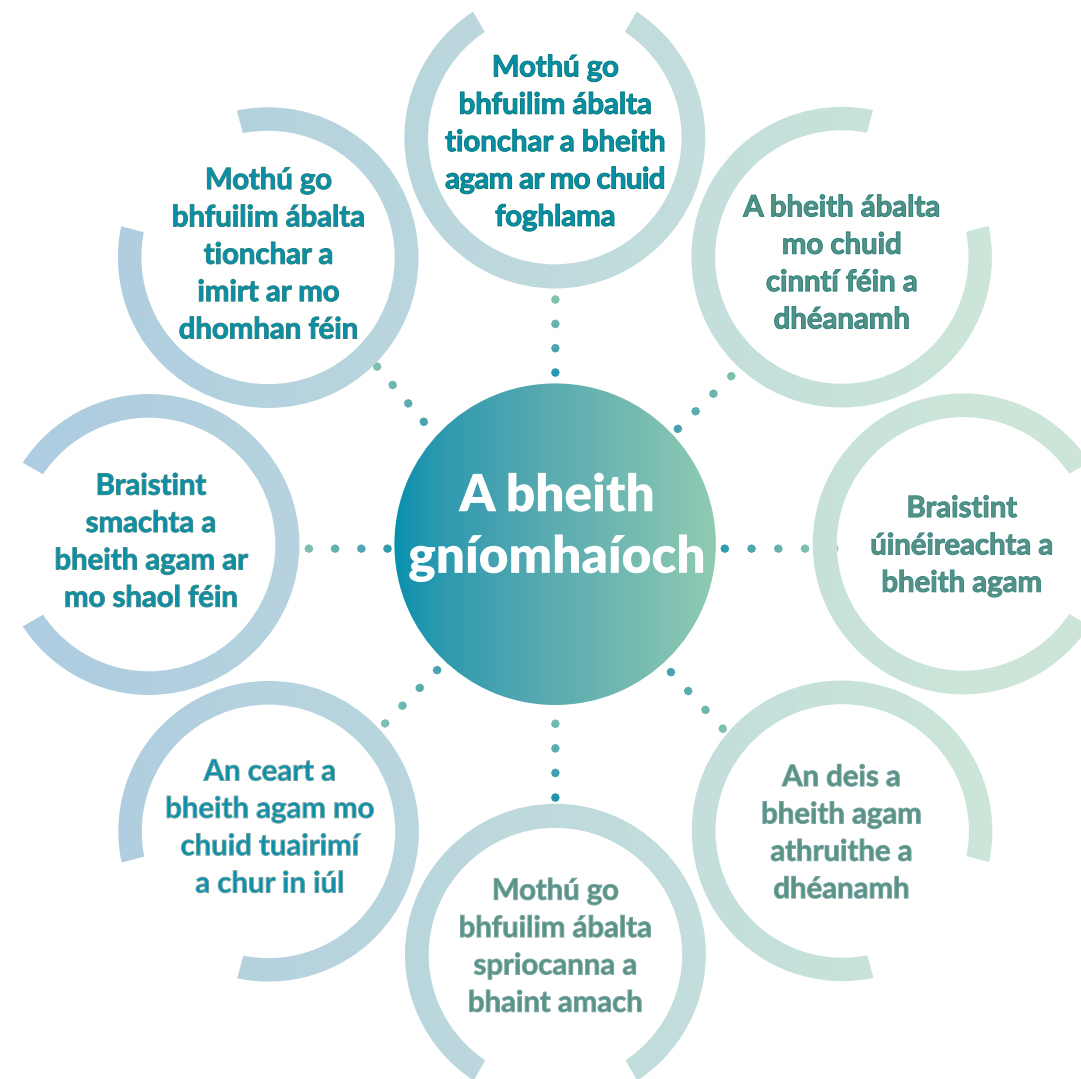 Mothú go
bhfuilim ábalta
tionchar a bheith
agam ar mo chuid
foghlama
A bheith ábalta
mo chuid
cinntí féin a
dhéanamh
Braistint
úinéireachta a
bheith agam
An deis a
bheith agam
athruithe a
dhéanamh
Mothú go
bhfuilim ábalta
spriocanna a
bhaint amach
An ceart a
bheith agam mo
chuid tuairimí
a chur in iúl
Braistint
smachta a
bheith agam ar
mo shaol féin
Mothú go
bhfuilim ábalta
tionchar a
imirt ar mo
dhomhan féin
A bheith
gníomhaíoch